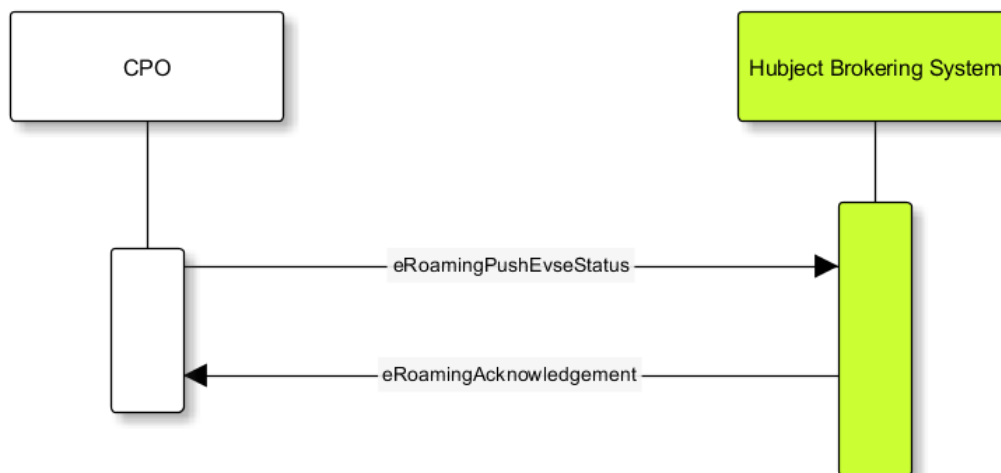 CPO
Hubject Brokering System
eRoamingPushEvseStatus
eRoamingAcknowledgement